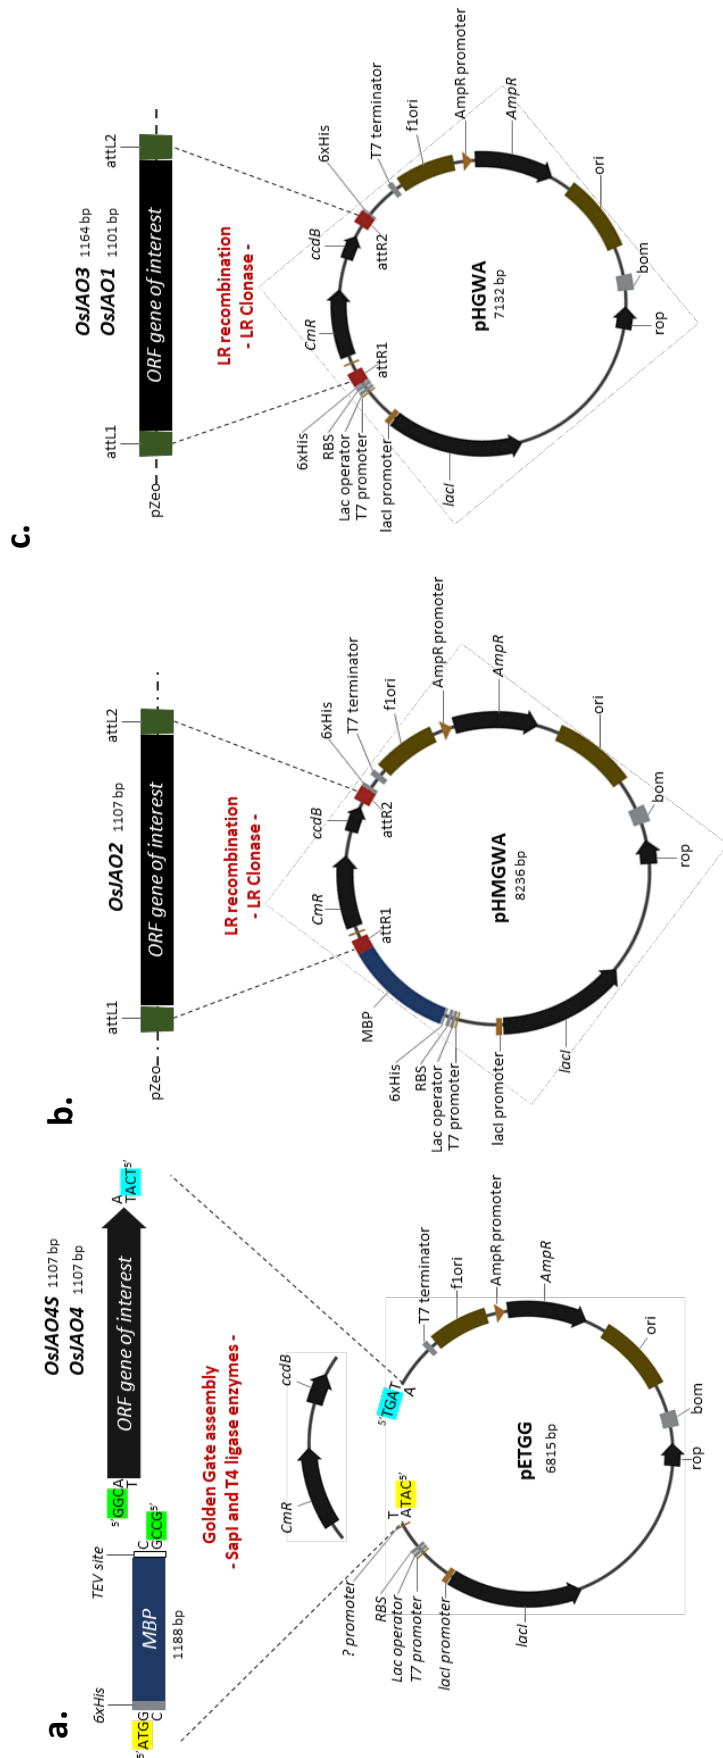 a.
OsJAO4S 1107 bp
OsJAO4 1107 bp
6xHis
TEV site
5'ATGG
C
MBP
1188 bp
C
GCCG5'
5'GGCA
T
ORF gene of interest
A
TACT5'
Golden Gate assembly
- SapI and T4 ligase enzymes -
CmR
ccdB
T
ATAC5'
5'TGAT
A
? promoter
RBS
Lac operator
T7 promoter
lacI promoter
lacI
T7 terminator
f1ori
AmpR promoter
AmpR
ori
bom
rop
pETGG
6815 bp
b.
OsJAO2 1107 bp
attL1
attL2
pZeo
ORF gene of interest
LR recombination
- LR Clonase -
MBP
attR1
CmR
ccdB
attR2
6xHis
T7 terminator
f1ori
AmpR promoter
AmpR
ori
bom
rop
6xHis
RBS
Lac operator
T7 promoter
lacI promoter
lacI
pHMGWA
8236 bp
c.
OsJAO3 1164 bp
OsJAO1 1101 bp
attL1
attL2
pZeo
ORF gene of interest
LR recombination
- LR Clonase -
CmR
attR1
ccdB
attR2
6xHis
T7 terminator
f1ori
AmpR promoter
AmpR
ori
bom
rop
6xHis
RBS
Lac operator
T7 promoter
lacI promoter
lacI
pHGWA
7132 bp